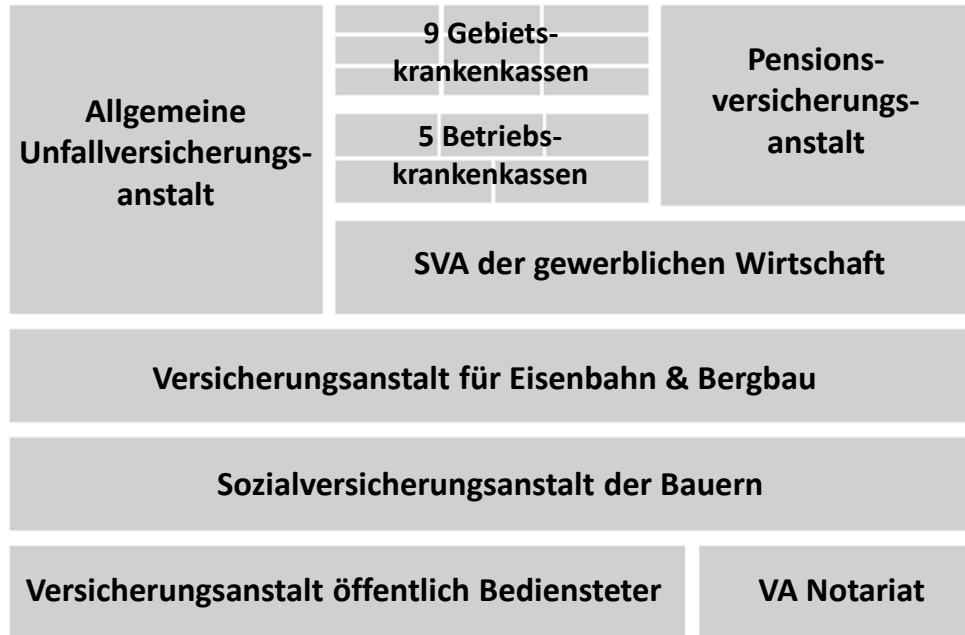 Allgemeine
Unfallversicherungs-
anstalt
9 Gebiets-
krankenkassen
5 Betriebs-
krankenkassen
Pensions-
versicherungs-
anstalt
SVA der gewerblichen Wirtschaft
Versicherungsanstalt für Eisenbahn & Bergbau
Sozialversicherungsanstalt der Bauern
Versicherungsanstalt öffentlich Bediensteter
VA Notariat